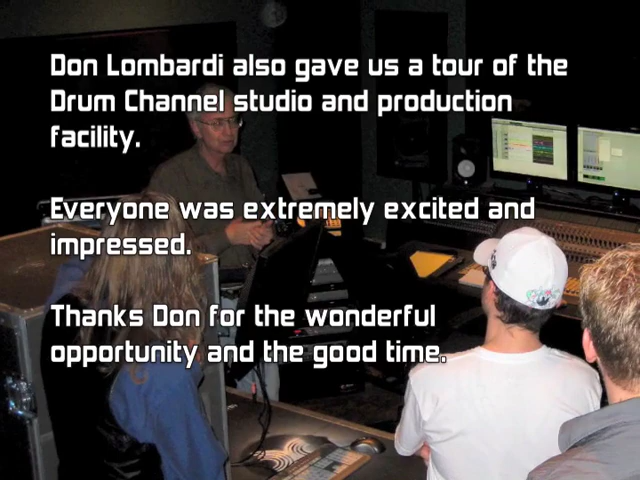 Don Lombardi also gave us a tour of the
Drum Channel studio and production
facility.
Everyone was extremely excited and
impressed.
Thanks Don for the wonderful
opportunity and the good time.